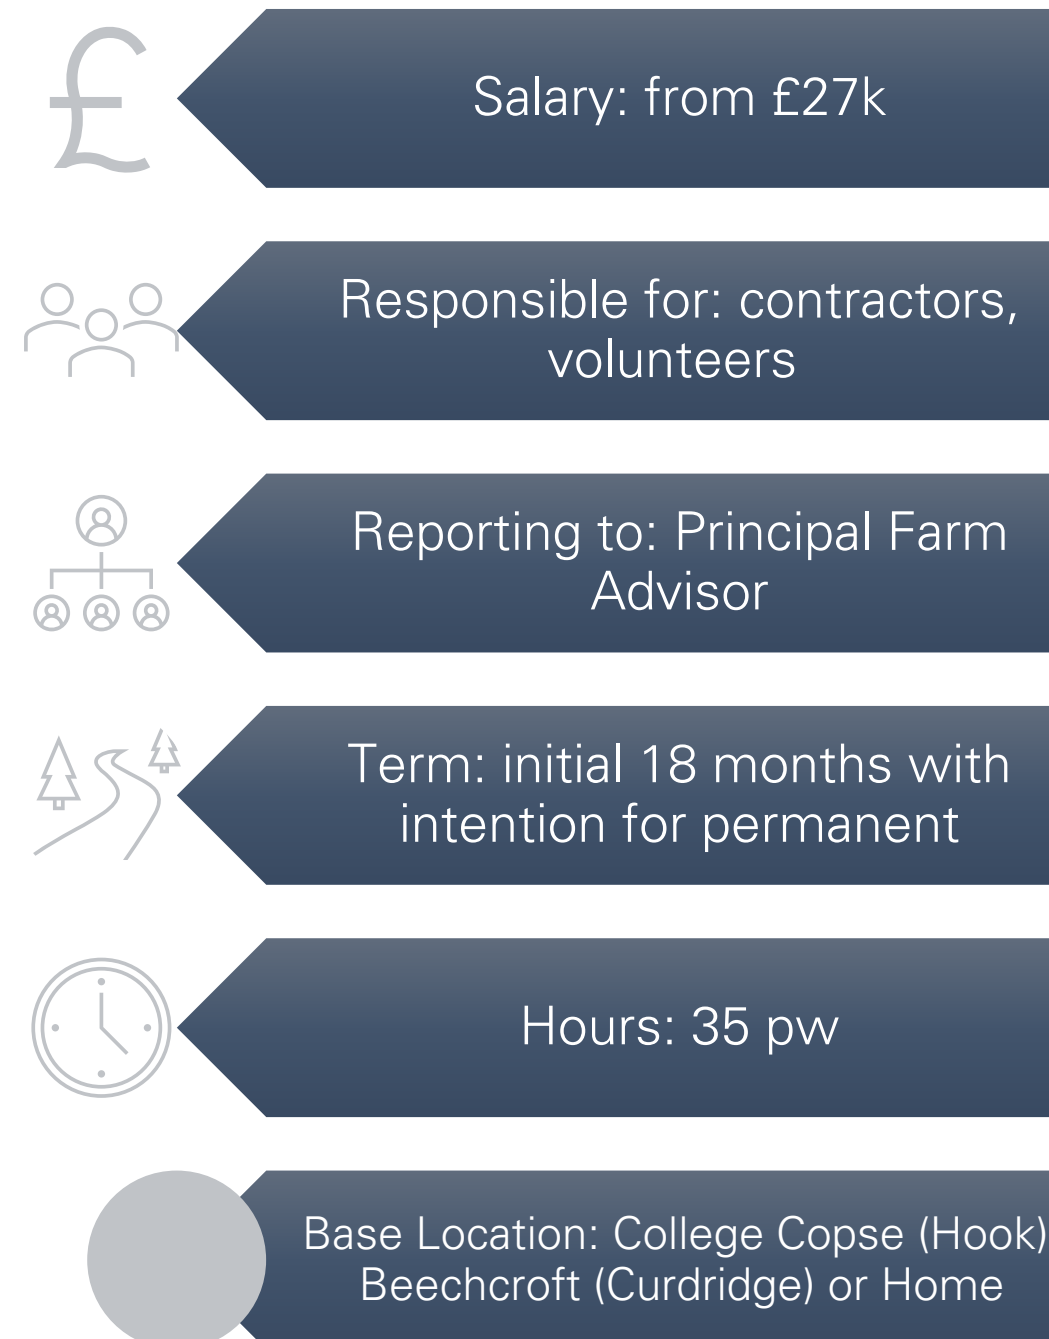 Salary: from £27k
Responsible for: contractors,
volunteers
Reporting to: Principal Farm
Advisor
Term: initial 18 months with
intention for permanent
Hours: 35 pw
Base Location: College Copse (Hook)
Beechcroft (Curdridge) or Home